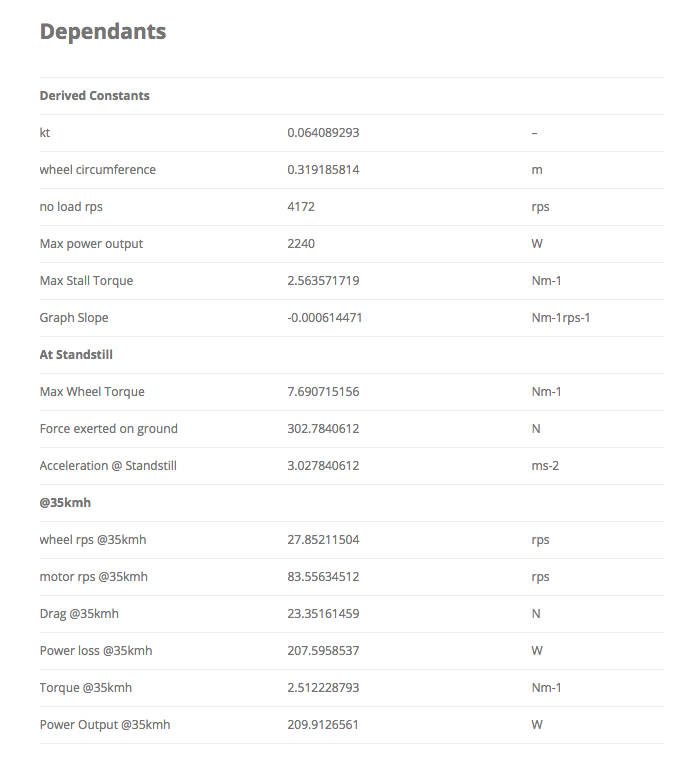 Dependants
Derived Constants
kt 0.064089293 –
wheel circumference 0.319185814 m
no load rps 4172 rps
Max power output 2240 W
Max Stall Torque 2.563571719 Nm-1
Graph Slope -0.000614471 Nm-1rps-1
At Standstill
Max Wheel Torque 7.690715156 Nm-1
Force exerted on ground 302.7840612 N
Acceleration @ Standstill 3.027840612 ms-2
@35kmh
wheel rps @35kmh 27.85211504 rps
motor rps @35kmh 83.55634512 rps
Drag @35kmh 23.35161459 N
Power loss @35kmh 207.5958537 W
Torque @35kmh 2.512228793 Nm-1
Power Output @35kmh 209.9126561 W